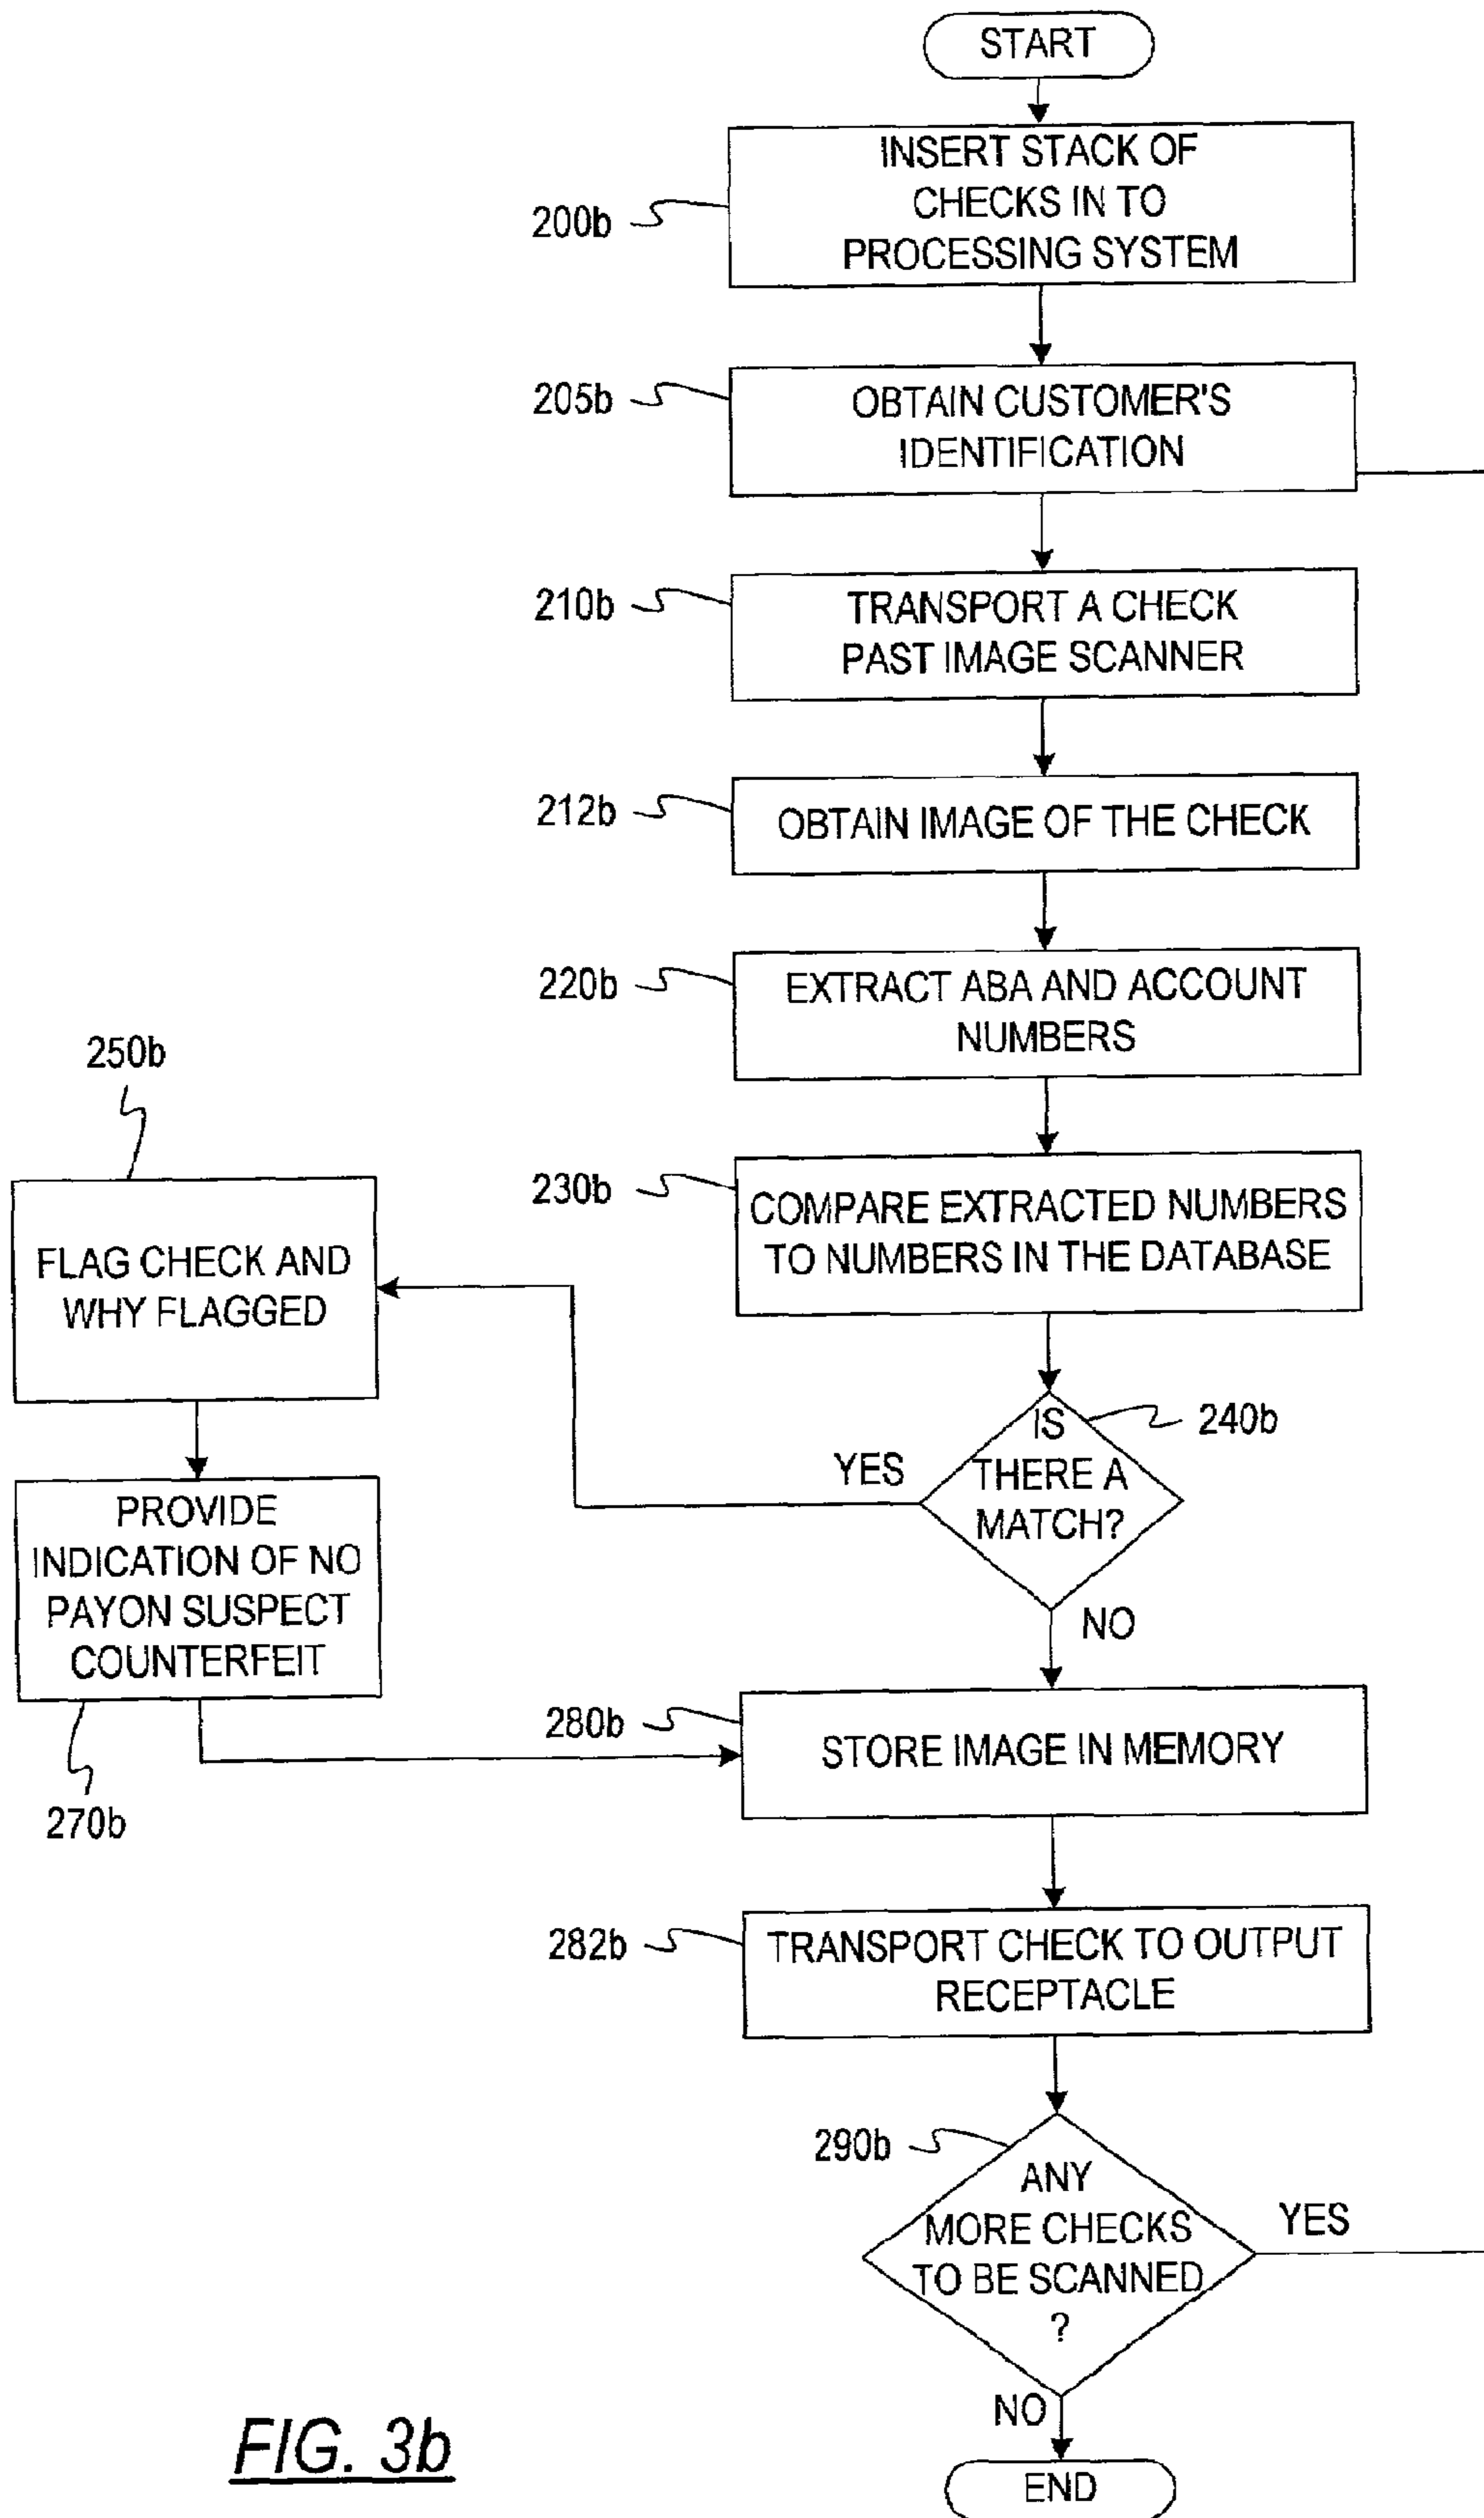 START
INSERT STACK OF
CHECKS IN TO
PROCESSING SYSTEM
200b
OBTAIN CUSTOMER'S
IDENTIFICATION
205b
TRANSPORT A CHECK
PAST IMAGE SCANNER
210b
OBTAIN IMAGE OF THE CHECK
212b
EXTRACT ABA AND ACCOUNT
NUMBERS
220b
COMPARE EXTRACTED NUMBERS
TO NUMBERS IN THE DATABASE
230b
IS
THERE A
MATCH?
240b
YES
NO
250b
FLAG CHECK AND
WHY FLAGGED
PROVIDE
INDICATION OF NO
PAYON SUSPECT
COUNTERFEIT
270b
280b
STORE IMAGE IN MEMORY
282b
TRANSPORT CHECK TO OUTPUT
RECEPTACLE
290b
ANY
MORE CHECKS
TO BE SCANNED
?
YES
NO
END
FIG. 3b